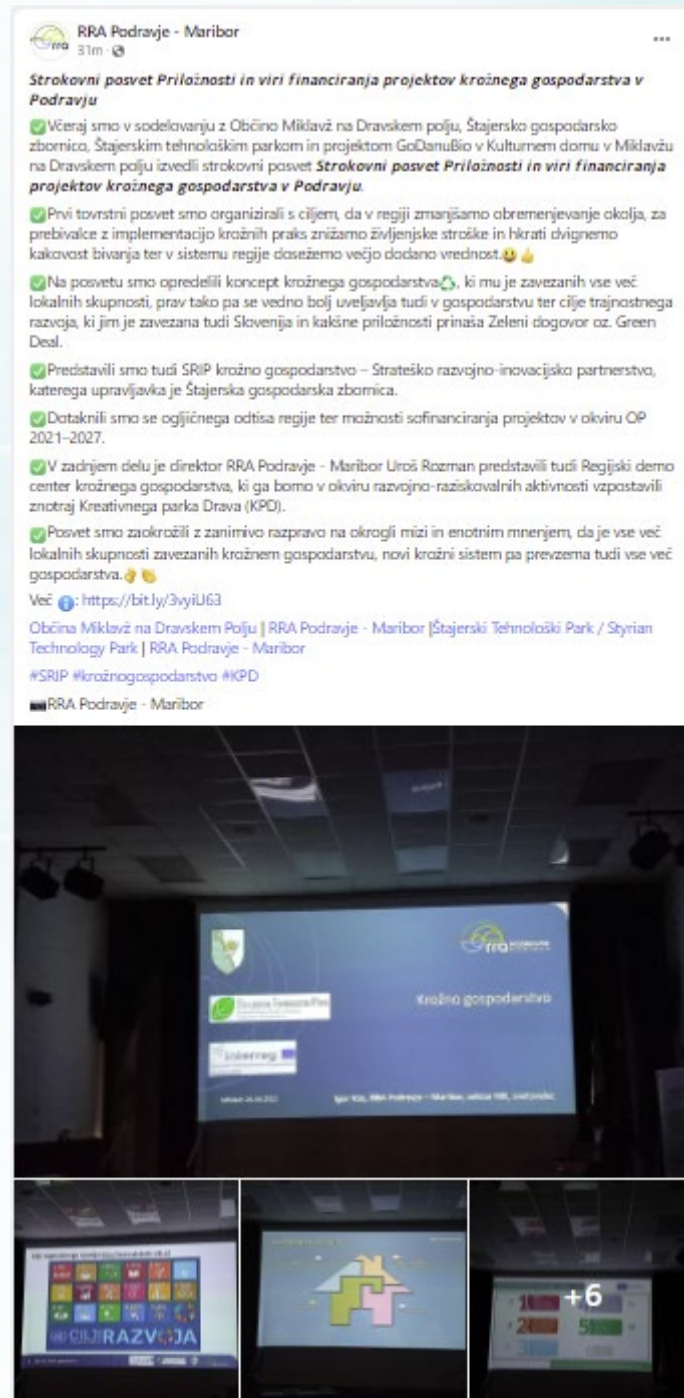 RRA Podravje - Maribor
31m
Strokovni posvet Priložnosti in viri financiranja projektov krožnega gospodarstva v
Podravju
✅Včeraj smo v sodelovanju z Občino Miklavž na Dravskem polju, Štajersko gospodarsko
zbornico, Štajerskim tehnološkim parkom in projektom GoDanuBio v Kulturnem domu v Miklavžu
na Dravskem polju izvedli strokovni posvet Strokovni posvet Priložnosti in viri financiranja
projektov krožnega gospodarstva v Podravju.
✅Prvi tovrstni posvet smo organizirali s ciljem, da v regiji zmanjšamo obremenjevanje okolja, za
prebivalce z implementacijo krožnih praks znižamo življenjske stroške in hkrati dvignemo
kakovost bivanja ter v sistemu regije dosežemo večjo dodano vrednost.😃👍
✅Na posvetu smo opredelili koncept krožnega gospodarstva♻, ki mu je zavezanih vse več
lokalnih skupnosti, prav tako pa se vedno bolj uveljavlja tudi v gospodarstvu ter cilje trajnostnega
razvoja, ki jim je zavezana tudi Slovenija in kakšne priložnosti prinaša Zeleni dogovor oz. Green
Deal.
✅Predstavili smo tudi SRIP krožno gospodarstvo – Strateško razvojno-inovacijsko partnerstvo,
katerega upravljavka je Štajerska gospodarska zbornica.
✅Dotaknili smo se ogljičnega odtisa regije ter možnosti sofinanciranja projektov v okviru OP
2021–2027.
✅V zadnjem delu je direktor RRA Podravje - Maribor Uroš Rozman predstavili tudi Regijski demo
center krožnega gospodarstva, ki ga bomo v okviru razvojno-raziskovalnih aktivnosti vzpostavili
znotraj Kreativnega parka Drava (KPD).
✅Posvet smo zaokrožili z zanimivo razpravo na okrogli mizi in enotnim mnenjem, da je vse več
lokalnih skupnosti zavezanih krožnemu gospodarstvu, novi krožni sistem pa prevzema tudi vse več
gospodarstva.👌👏
Več ℹ: https://bit.ly/3vyiU63
Občina Miklavž na Dravskem Polju | RRA Podravje - Maribor |Štajerski Tehnološki Park / Styrian
Technology Park | RRA Podravje - Maribor
#SRIP #krožnogospodarstvo #KPD
📷RRA Podravje - Maribor
rra
Krožno gospodarstvo
Interreg
CILJI RAZVOJA
+6
1
2
3
5